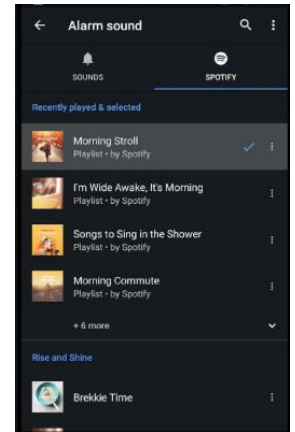 Alarm sound
SOUNDS
SPOTIFY
Recently played & selected
Morning Stroll
Playlist • by Spotify
I'm Wide Awake, It's Morning
Playlist • by Spotify
Songs to Sing in the Shower
Playlist • by Spotify
Morning Commute
Playlist • by Spotify
+ 6 more
Rise and Shine
Brekkie Time